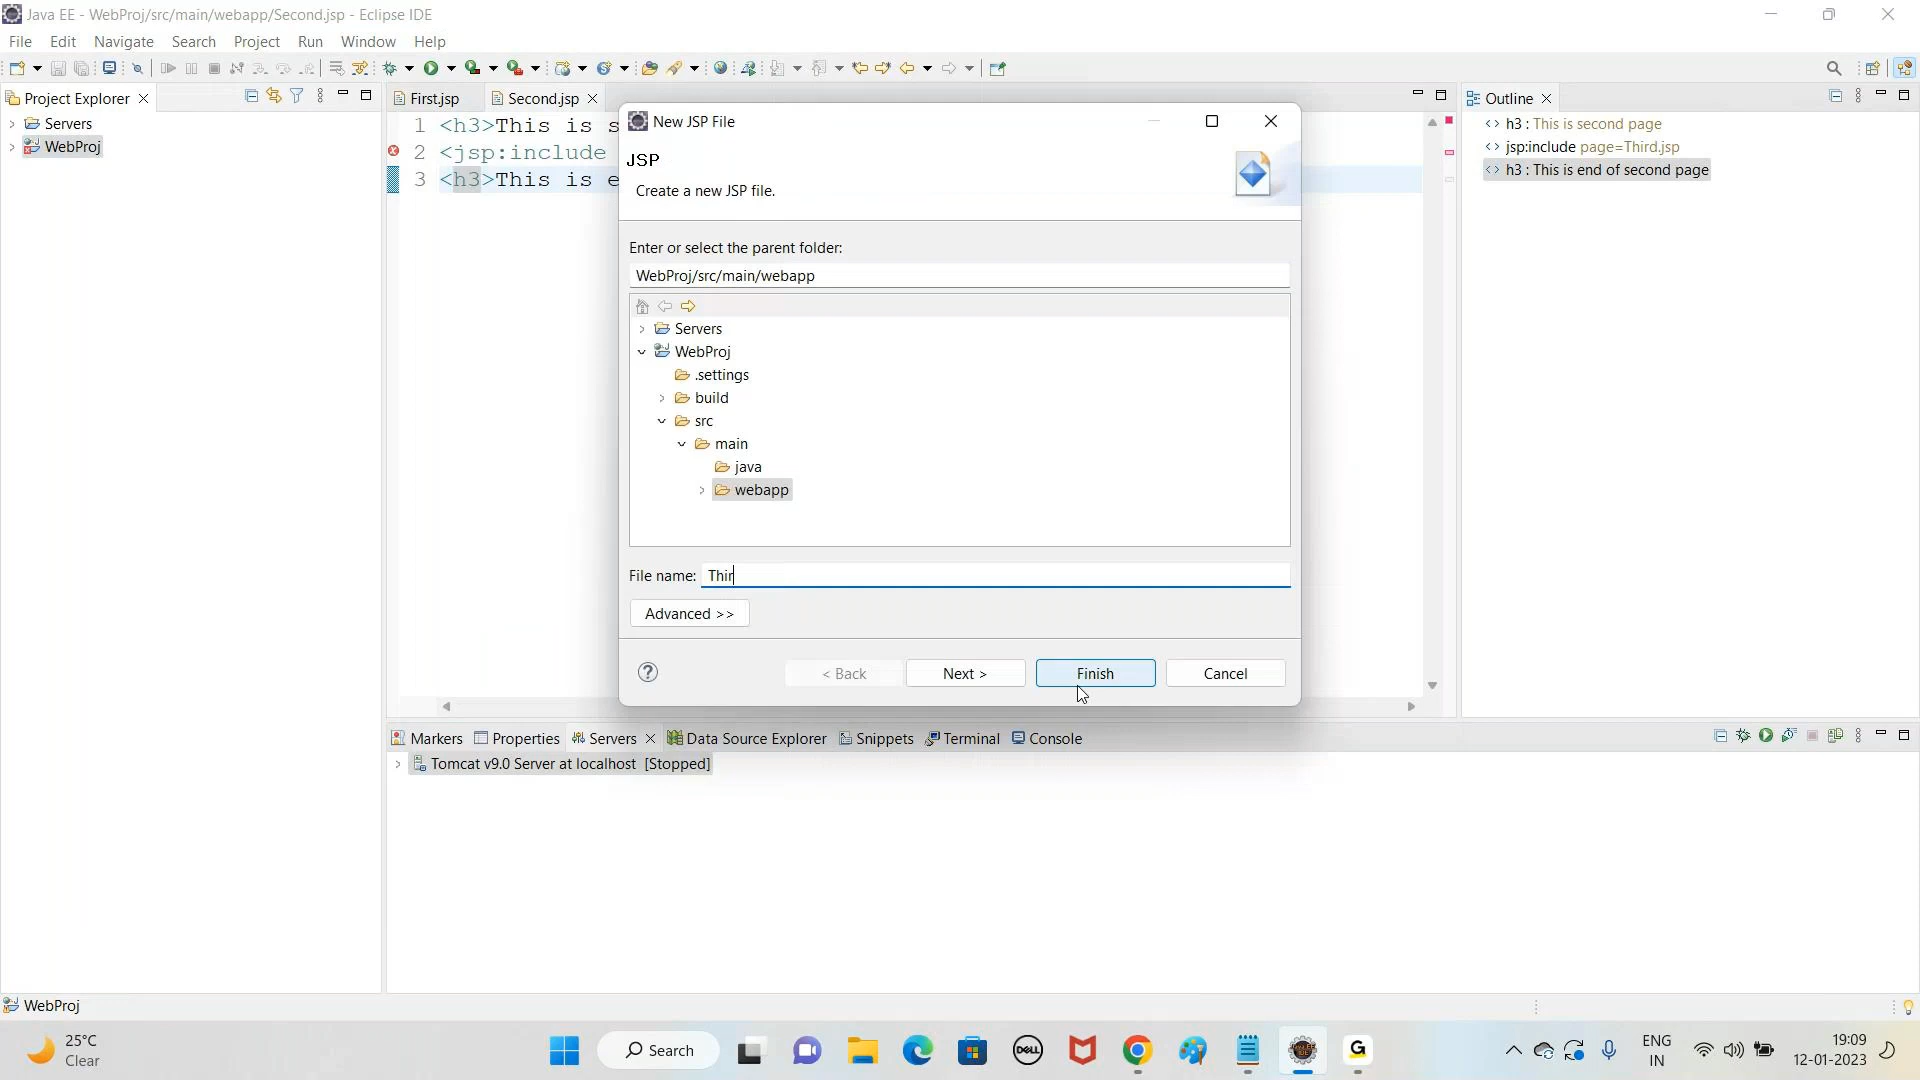 Java EE - WebProj/src/main/webapp/Second.jsp - Eclipse IDE
File Edit Navigate Search Project Run Window Help
Project Explorer
Servers
WebProj
First.jsp
Second.jsp
1 <h3>This is s
2 <jsp:include
3 <h3>This is e
New JSP File
JSP
Create a new JSP file.
Enter or select the parent folder:
WebProj/src/main/webapp
Servers
WebProj
.settings
build
src
main
java
webapp
File name: Thir
Advanced >>
< Back Next > Finish Cancel
Outline
h3 : This is second page
jsp:include page=Third.jsp
h3 : This is end of second page
Markers Properties Servers Data Source Explorer Snippets Terminal Console
Tomcat v9.0 Server at localhost [Stopped]
WebProj
25°C
Clear
Search
DELL
G
ENG
IN
19:09
12-01-2023